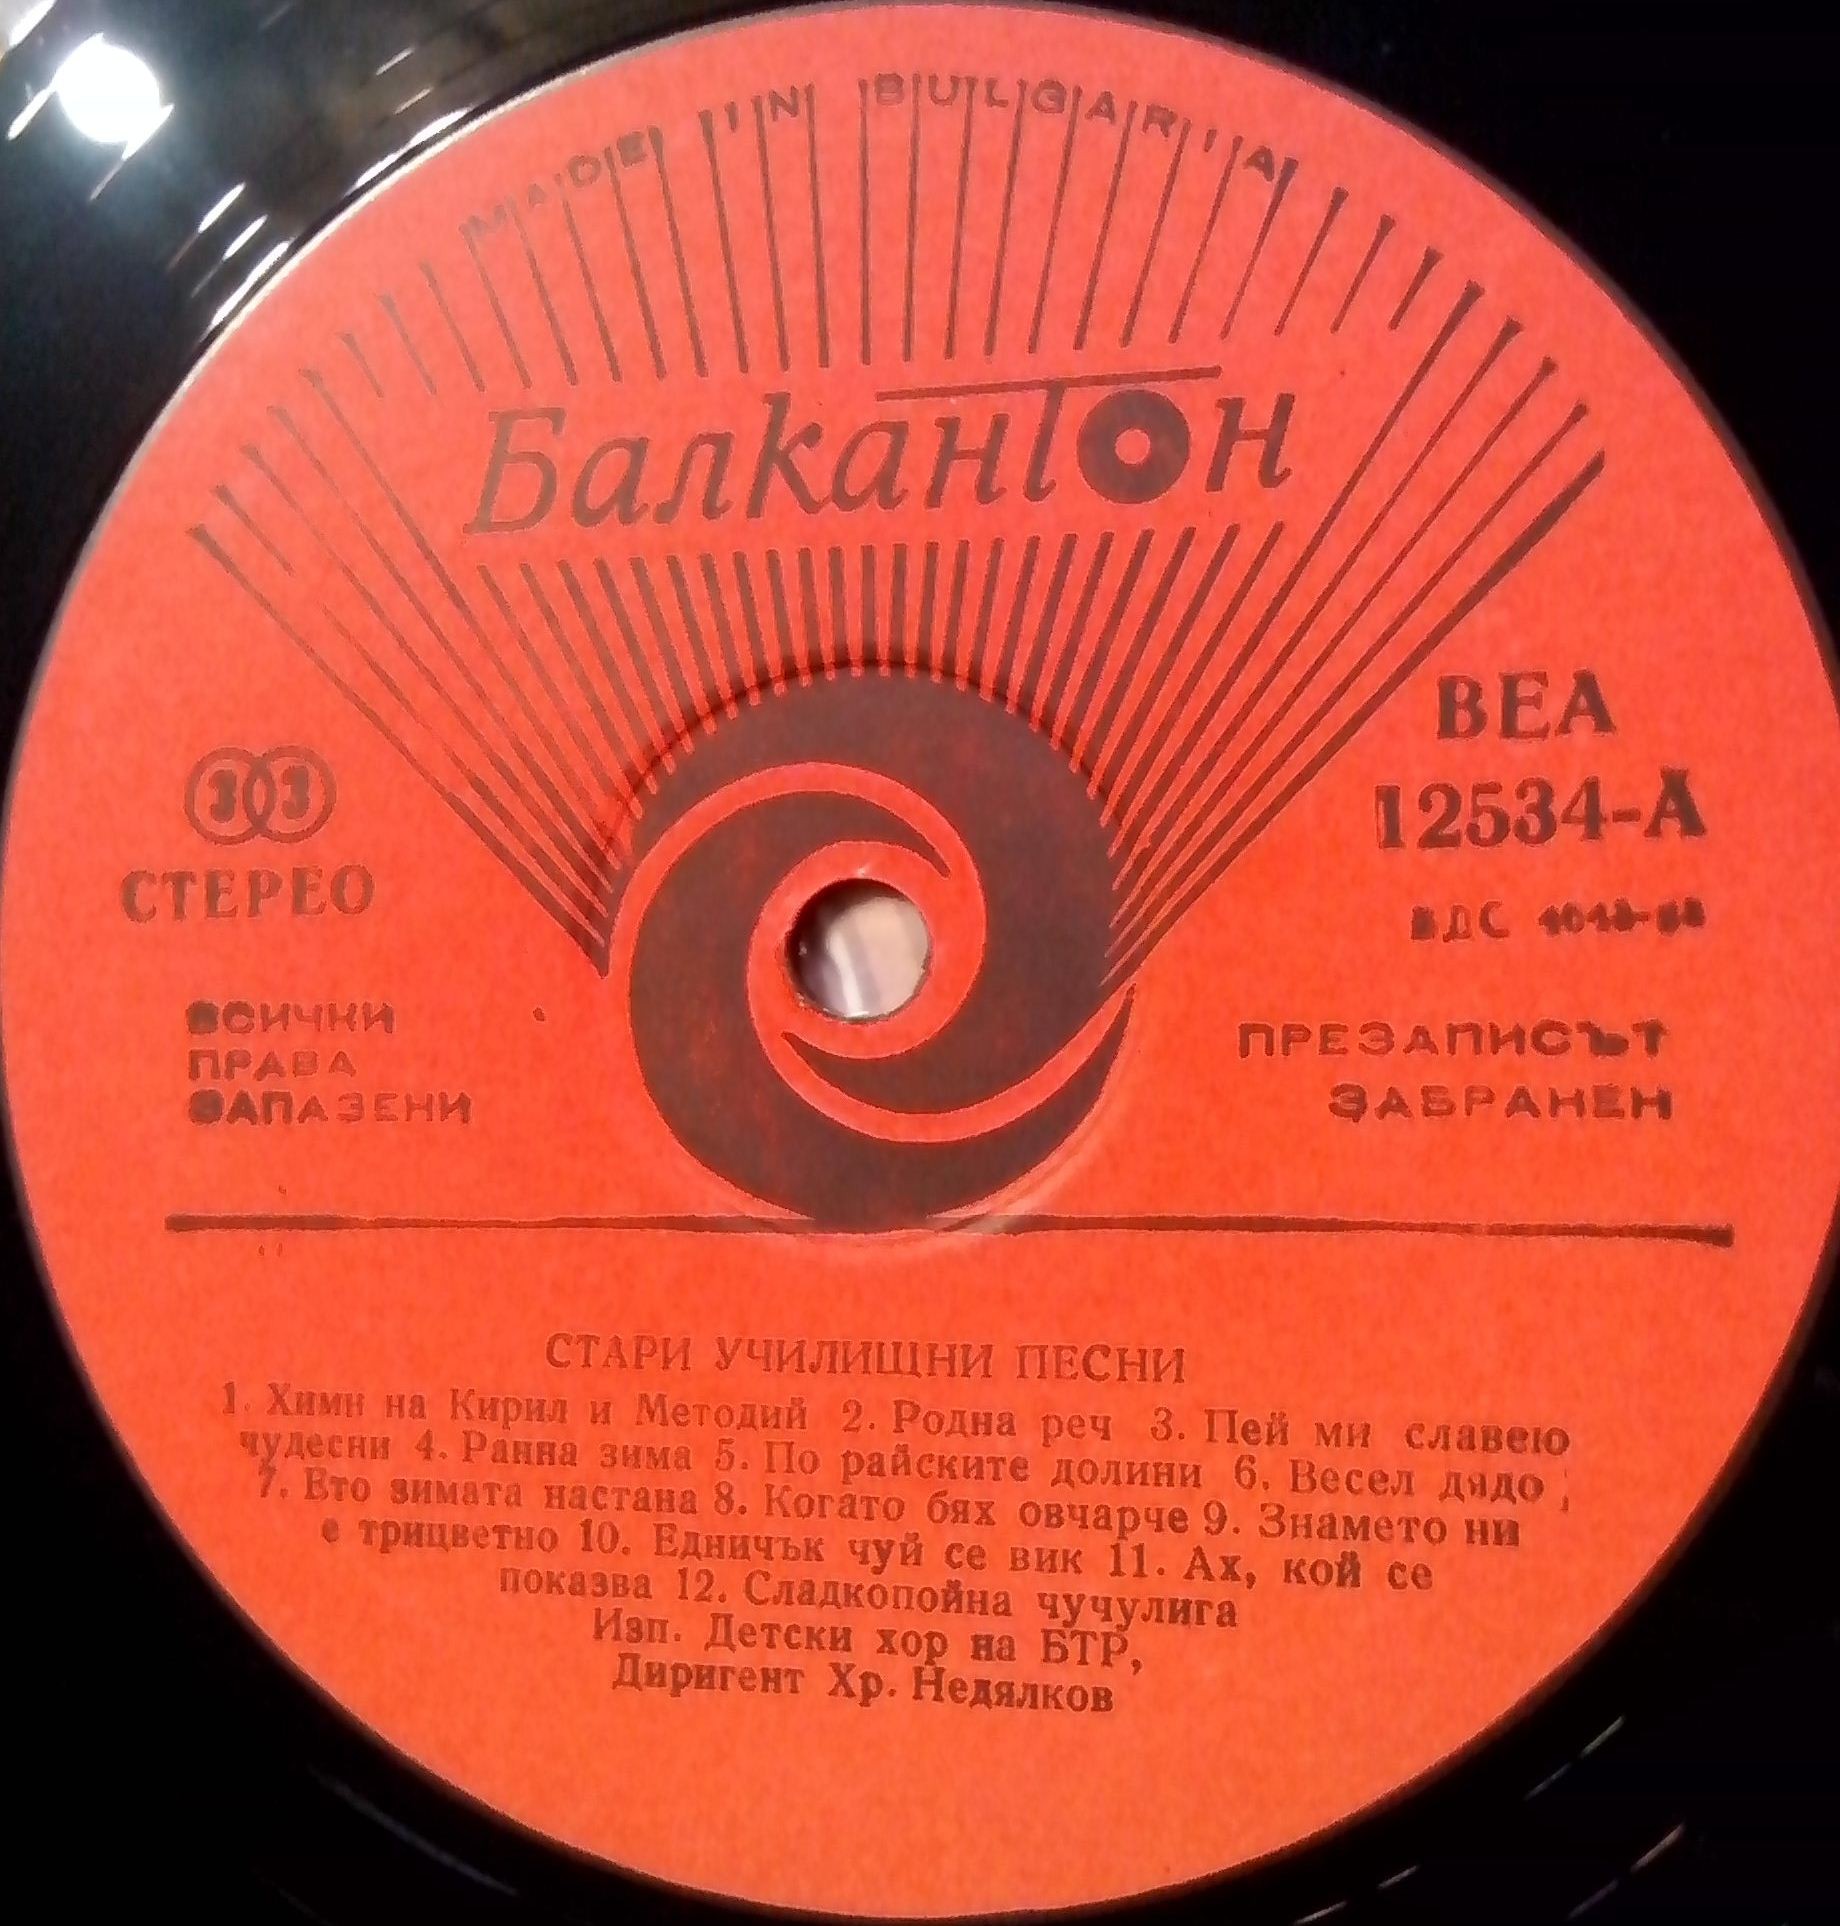 MADE IN BULGARIA
Балкантон
33
СТЕРЕО
ВЕА
12534-А
ВСИЧКИ
ПРАВА
ЗАПАЗЕНИ
ПРЕЗАПИСЪТ
ЗАБРАНЕН
СТАРИ УЧИЛИЩНИ ПЕСНИ
1. Химн на Кирил и Методий 2. Родна реч 3. Пей ми славею
чудесни 4. Ранна зима 5. По райските долини 6. Весел дядо
7. Ето зимата настана 8. Когато бях овчарче 9. Знамето ни
е трицветно 10. Едничък чуй се вик 11. Ах, кой се
показва 12. Сладкопойна чучулига
Изп. Детски хор на БТР,
Диригент Хр. Недялков